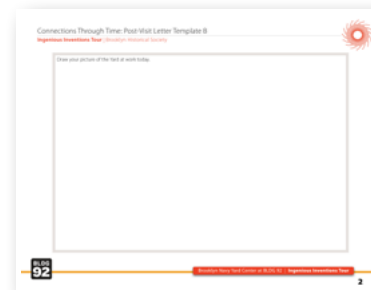 Connections Through Time: Post-Visit Letter Template B
Ingenious Inventions Tour | Brooklyn Historical Society
Draw your picture of the Yard at work today.
BLDG
92
Brooklyn Navy Yard Center at BLDG 92 | Ingenious Inventions Tour
2